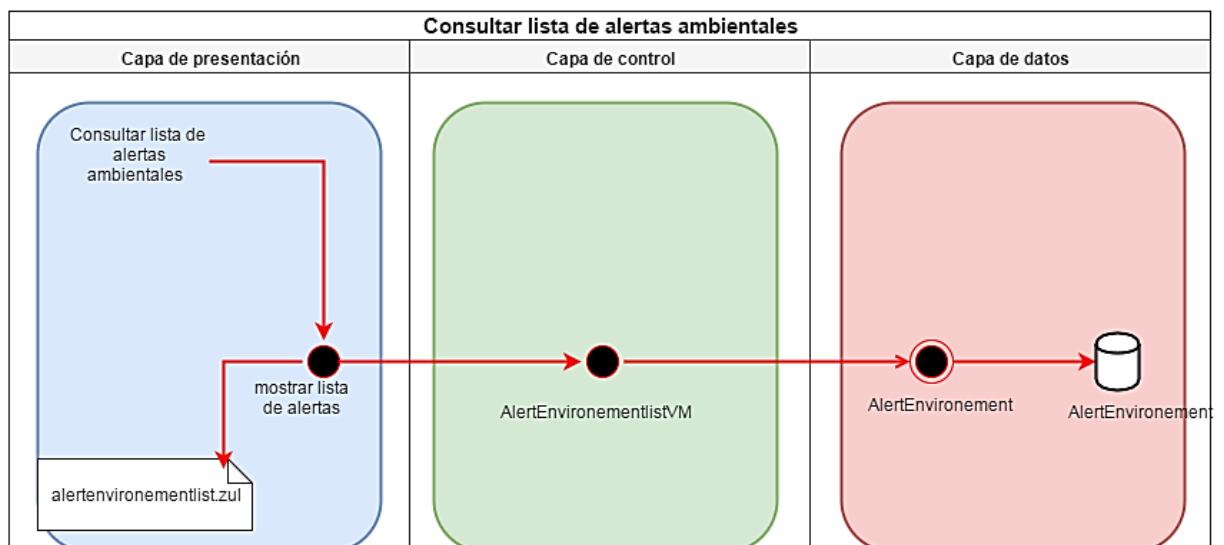 Consultar lista de alertas ambientales
Capa de presentación
Capa de control
Capa de datos
Consultar lista de
alertas
ambientales
mostrar lista
de alertas
AlertEnvironementlistVM
AlertEnvironement
AlertEnvironement
alertenvironementlist.zul